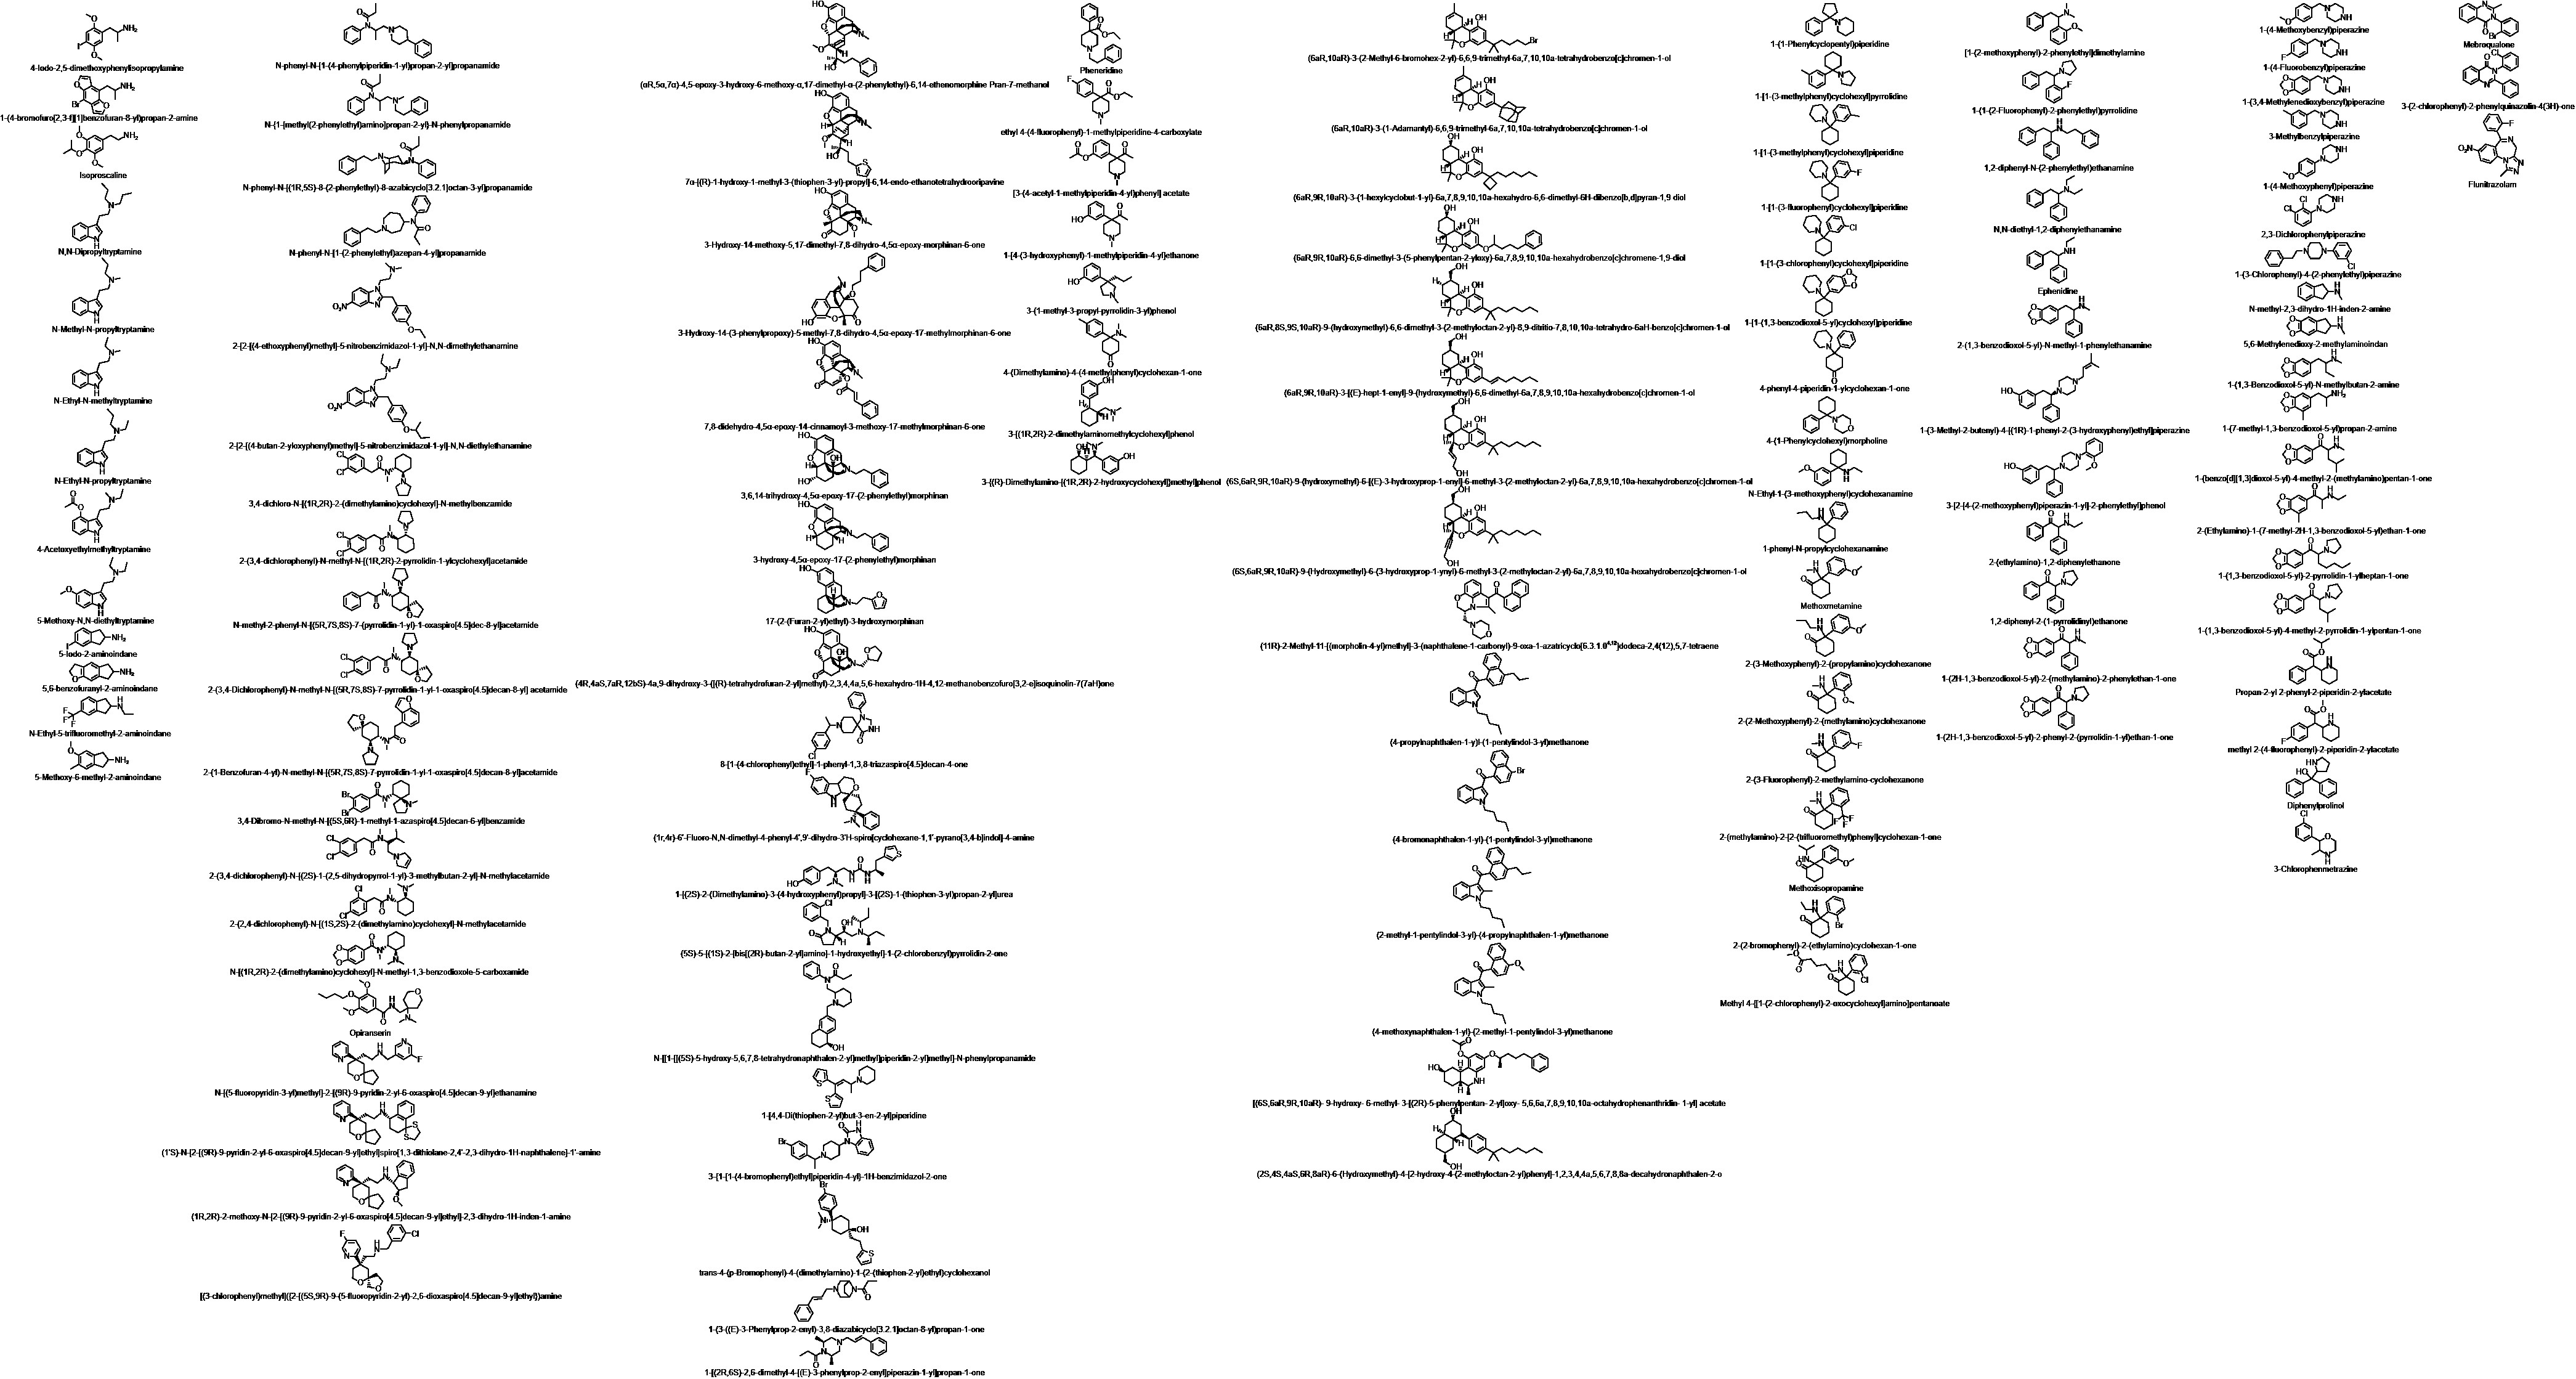 4-Iodo-2,5-dimethoxyphenylisopropylamine
1-(4-bromofuro[2,3-f][1]benzofuran-8-yl)propan-2-amine
Isoproscaline
N,N-Dipropyltryptamine
N-Methyl-N-propyltryptamine
N-Ethyl-N-methyltryptamine
N-Ethyl-N-propyltryptamine
4-Acetoxyethylmethyltryptamine
5-Methoxy-N,N-diethyltryptamine
5-Iodo-2-aminoindane
5,6-benzofuranyl-2-aminoindane
N-Ethyl-5-trifluoromethyl-2-aminoindane
5-Methoxy-6-methyl-2-aminoindane
N-phenyl-N-[1-(4-phenylpiperidin-1-yl)propan-2-yl]propanamide
N-{1-[methyl(2-phenylethyl)amino]propan-2-yl}-N-phenylpropanamide
N-phenyl-N-[(1R,5S)-8-(2-phenylethyl)-8-azabicyclo[3.2.1]octan-3-yl]propanamide
N-phenyl-N-[1-(2-phenylethyl)azepan-4-yl]propanamide
2-[2-[(4-ethoxyphenyl)methyl]-5-nitrobenzimidazol-1-yl]-N,N-dimethylethanamine
2-[2-[(4-butan-2-yloxyphenyl)methyl]-5-nitrobenzimidazol-1-yl]-N,N-diethylethanamine
3,4-dichloro-N-[(1R,2R)-2-(dimethylamino)cyclohexyl]-N-methylbenzamide
2-(3,4-dichlorophenyl)-N-methyl-N-[(1R,2R)-2-pyrrolidin-1-ylcyclohexyl]acetamide
N-methyl-2-phenyl-N-[(5R,7S,8S)-7-(pyrrolidin-1-yl)-1-oxaspiro[4.5]dec-8-yl]acetamide
2-(3,4-Dichlorophenyl)-N-methyl-N-[(5R,7S,8S)-7-pyrrolidin-1-yl-1-oxaspiro[4.5]decan-8-yl] acetamide
2-(1-Benzofuran-4-yl)-N-methyl-N-[(5R,7S,8S)-7-pyrrolidin-1-yl-1-oxaspiro[4.5]decan-8-yl]acetamide
3,4-Dibromo-N-methyl-N-[(5S,6R)-1-methyl-1-azaspiro[4.5]decan-6-yl]benzamide
2-(3,4-dichlorophenyl)-N-[(2S)-1-(2,5-dihydropyrrol-1-yl)-3-methylbutan-2-yl]-N-methylacetamide
2-(2,4-dichlorophenyl)-N-[(1S,2S)-2-(dimethylamino)cyclohexyl]-N-methylacetamide
N-[(1R,2R)-2-(dimethylamino)cyclohexyl]-N-methyl-1,3-benzodioxole-5-carboxamide
Opiranserin
N-[(5-fluoropyridin-3-yl)methyl]-2-[(9R)-9-pyridin-2-yl-6-oxaspiro[4.5]decan-9-yl]ethanamine
(1'S)-N-[2-[(9R)-9-pyridin-2-yl-6-oxaspiro[4.5]decan-9-yl]ethyl]spiro[1,3-dithiolane-2,4'-2,3-dihydro-1H-naphthalene]-1'-amine
(1R,2R)-2-methoxy-N-[2-[(9R)-9-pyridin-2-yl-6-oxaspiro[4.5]decan-9-yl]ethyl]-2,3-dihydro-1H-inden-1-amine
[(3-chlorophenyl)methyl]({2-[(5S,9R)-9-(5-fluoropyridin-2-yl)-2,6-dioxaspiro[4.5]decan-9-yl]ethyl})amine
(αR,5α,7α)-4,5-epoxy-3-hydroxy-6-methoxy-α,17-dimethyl-α-(2-phenylethyl)-6,14-ethenomorphinan-7-methanol
7α-[(R)-1-hydroxy-1-methyl-3-(thiophen-3-yl)-propyl]-6,14-endo-ethanotetrahydrooripavine
3-Hydroxy-14-methoxy-5,17-dimethyl-7,8-dihydro-4,5α-epoxy-morphinan-6-one
3-Hydroxy-14-(3-phenylpropoxy)-5-methyl-7,8-dihydro-4,5α-epoxy-17-methylmorphinan-6-one
7,8-didehydro-4,5α-epoxy-14-cinnamoyl-3-methoxy-17-methylmorphinan-6-one
3,6,14-trihydroxy-4,5α-epoxy-17-(2-phenylethyl)morphinan
3-hydroxy-4,5α-epoxy-17-(2-phenylethyl)morphinan
17-(2-(Furan-2-yl)ethyl)-3-hydroxymorphinan
(4R,4aS,7aR,12bS)-4a,9-dihydroxy-3-([(R)-tetrahydrofuran-2-yl]methyl)-2,3,4,4a,5,6-hexahydro-1H-4,12-methanobenzofuro[3,2-e]isoquinolin-7(7aH)one
8-[1-(4-chlorophenyl)ethyl]-1-phenyl-1,3,8-triazaspiro[4.5]decan-4-one
(1r,4r)-6'-Fluoro-N,N-dimethyl-4-phenyl-4',9'-dihydro-3'H-spiro[cyclohexane-1,1'-pyrano[3,4-b]indol]-4-amine
1-[(2S)-2-(Dimethylamino)-3-(4-hydroxyphenyl)propyl]-3-[(2S)-1-(thiophen-3-yl)propan-2-yl]urea
(5S)-5-[(1S)-2-[bis[(2R)-butan-2-yl]amino]-1-hydroxyethyl]-1-(2-chlorobenzyl)pyrrolidin-2-one
N-[[1-[[(5S)-5-hydroxy-5,6,7,8-tetrahydronaphthalen-2-yl]methyl]piperidin-2-yl]methyl]-N-phenylpropanamide
1-[4,4-Di(thiophen-2-yl)but-3-en-2-yl]piperidine
3-[1-[1-(4-bromophenyl)ethyl]piperidin-4-yl]-1H-benzimidazol-2-one
trans-4-(p-Bromophenyl)-4-(dimethylamino)-1-(2-(thiophen-2-yl)ethyl)cyclohexanol
1-(3-((E)-3-Phenylprop-2-enyl)-3,8-diazabicyclo[3.2.1]octan-8-yl)propan-1-one
1-[(2R,6S)-2,6-dimethyl-4-[(E)-3-phenylprop-2-enyl]piperazin-1-yl]propan-1-one
Pheneridine
ethyl 4-(4-fluorophenyl)-1-methylpiperidine-4-carboxylate
[3-(4-acetyl-1-methylpiperidin-4-yl)phenyl] acetate
1-[4-(3-hydroxyphenyl)-1-methylpiperidin-4-yl]ethanone
3-(1-methyl-3-propyl-pyrrolidin-3-yl)phenol
4-(Dimethylamino)-4-(4-methylphenyl)cyclohexan-1-one
3-[(1R,2R)-2-dimethylaminomethylcyclohexyl]phenol
3-{(R)-Dimethylamino-[(1R,2R)-2-hydroxycyclohexyl]}methyl]phenol
(6aR,10aR)-3-(2-Methyl-6-bromohex-2-yl)-6,6,9-trimethyl-6a,7,10,10a-tetrahydrobenzo[c]chromen-1-ol
(6aR,10aR)-3-(1-Adamantyl)-6,6,9-trimethyl-6a,7,10,10a-tetrahydrobenzo[c]chromen-1-ol
(6aR,9R,10aR)-3-(1-hexylcyclobut-1-yl)-6a,7,8,9,10,10a-hexahydro-6,6-dimethyl-6H-dibenzo[b,d]pyran-1,9 diol
(6aR,9R,10aR)-6,6-dimethyl-3-(5-phenylpentan-2-yloxy)-6a,7,8,9,10,10a-hexahydrobenzo[c]chromene-1,9-diol
(6aR,8S,9S,10aR)-9-(hydroxymethyl)-6,6-dimethyl-3-(2-methyloctan-2-yl)-8,9-ditritio-7,8,10,10a-tetrahydro-6aH-benzo[c]chromen-1-ol
(6aR,9R,10aR)-3-[(E)-hept-1-enyl]-9-(hydroxymethyl)-6,6-dimethyl-6a,7,8,9,10,10a-hexahydrobenzo[c]chromen-1-ol
(6S,6aR,9R,10aR)-9-(hydroxymethyl)-6-[(E)-3-hydroxyprop-1-enyl]-6-methyl-3-(2-methyloctan-2-yl)-6a,7,8,9,10,10a-hexahydrobenzo[c]chromen-1-ol
(6S,6aR,9R,10aR)-9-(Hydroxymethyl)-6-(3-hydroxyprop-1-ynyl)-6-methyl-3-(2-methyloctan-2-yl)-6a,7,8,9,10,10a-hexahydrobenzo[c]chromen-1-ol
(11R)-2-Methyl-11-[(morpholin-4-yl)methyl]-3-(naphthalene-1-carbonyl)-9-oxa-1-azatricyclo[6.3.1.0⁴,¹²]dodeca-2,4(12),5,7-tetraene
(4-propylnaphthalen-1-yl)-(1-pentylindol-3-yl)methanone
(4-bromonaphthalen-1-yl)-(1-pentylindol-3-yl)methanone
(2-methyl-1-pentylindol-3-yl)-(4-propylnaphthalen-1-yl)methanone
(4-methoxynaphthalen-1-yl)-(2-methyl-1-pentylindol-3-yl)methanone
[(6S,6aR,9R,10aR)- 9-hydroxy- 6-methyl- 3-[(2R)-5-phenylpentan- 2-yl]oxy- 5,6,6a,7,8,9,10,10a-octahydrophenanthridin- 1-yl] acetate
(2S,4S,4aS,6R,8aR)-6-(Hydroxymethyl)-4-[2-hydroxy-4-(2-methyloctan-2-yl)phenyl]-1,2,3,4,4a,5,6,7,8,8a-decahydronaphthalen-2-o
1-(1-Phenylcyclopentyl)piperidine
1-[1-(3-methylphenyl)cyclohexyl]pyrrolidine
1-[1-(3-methylphenyl)cyclohexyl]piperidine
1-[1-(3-fluorophenyl)cyclohexyl]piperidine
1-[1-(3-chlorophenyl)cyclohexyl]piperidine
1-[1-(1,3-benzodioxol-5-yl)cyclohexyl]piperidine
4-phenyl-4-piperidin-1-ylcyclohexan-1-one
4-(1-Phenylcyclohexyl)morpholine
N-Ethyl-1-(3-methoxyphenyl)cyclohexanamine
1-phenyl-N-propylcyclohexanamine
Methoxmetamine
2-(3-Methoxyphenyl)-2-(propylamino)cyclohexanone
2-(2-Methoxyphenyl)-2-(methylamino)cyclohexanone
2-(3-Fluorophenyl)-2-methylamino-cyclohexanone
2-(methylamino)-2-[2-(trifluoromethyl)phenyl]cyclohexan-1-one
Methoxisopropamine
2-(2-bromophenyl)-2-(ethylamino)cyclohexan-1-one
Methyl 4-[[1-(2-chlorophenyl)-2-oxocyclohexyl]amino]pentanoate
[1-(2-methoxyphenyl)-2-phenylethyl]dimethylamine
1-(1-(2-Fluorophenyl)-2-phenylethyl)pyrrolidine
1,2-diphenyl-N-(2-phenylethyl)ethanamine
N,N-diethyl-1,2-diphenylethanamine
Ephenidine
2-(1,3-benzodioxol-5-yl)-N-methyl-1-phenylethanamine
1-(3-Methyl-2-butenyl)-4-[(1R)-1-phenyl-2-(3-hydroxyphenyl)ethyl]piperazine
3-[2-[4-(2-methoxyphenyl)piperazin-1-yl]-2-phenylethyl]phenol
2-(ethylamino)-1,2-diphenylethanone
1,2-diphenyl-2-(1-pyrrolidinyl)ethanone
1-(2H-1,3-benzodioxol-5-yl)-2-(methylamino)-2-phenylethan-1-one
1-(2H-1,3-benzodioxol-5-yl)-2-phenyl-2-(pyrrolidin-1-yl)ethan-1-one
1-(4-Methoxybenzyl)piperazine
1-(4-Fluorobenzyl)piperazine
1-(3,4-Methylenedioxybenzyl)piperazine
3-Methylbenzylpiperazine
1-(4-Methoxyphenyl)piperazine
2,3-Dichlorophenylpiperazine
1-(3-Chlorophenyl)-4-(2-phenylethyl)piperazine
N-methyl-2,3-dihydro-1H-inden-2-amine
5,6-Methylenedioxy-2-methylaminoindan
1-(1,3-Benzodioxol-5-yl)-N-methylbutan-2-amine
1-(7-methyl-1,3-benzodioxol-5-yl)propan-2-amine
1-(benzo[d][1,3]dioxol-5-yl)-4-methyl-2-(methylamino)pentan-1-one
2-(Ethylamino)-1-(7-methyl-2H-1,3-benzodioxol-5-yl)ethan-1-one
1-(1,3-benzodioxol-5-yl)-2-pyrrolidin-1-ylheptan-1-one
1-(1,3-benzodioxol-5-yl)-4-methyl-2-pyrrolidin-1-ylpentan-1-one
Propan-2-yl 2-phenyl-2-piperidin-2-ylacetate
methyl 2-(4-fluorophenyl)-2-piperidin-2-ylacetate
Diphenylprolinol
3-Chlorophenmetrazine
Mebroqualone
3-(2-chlorophenyl)-2-phenylquinazolin-4(3H)-one
Flunitrazolam